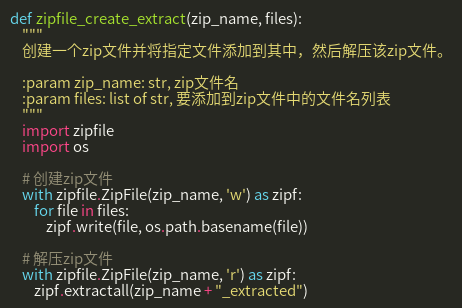 def zipfile_create_extract(zip_name, files):
    """
    创建一个zip文件并将指定文件添加到其中，然后解压该zip文件。

    :param zip_name: str, zip文件名
    :param files: list of str, 要添加到zip文件中的文件名列表
    """
    import zipfile
    import os

    # 创建zip文件
    with zipfile.ZipFile(zip_name, 'w') as zipf:
        for file in files:
            zipf.write(file, os.path.basename(file))

    # 解压zip文件
    with zipfile.ZipFile(zip_name, 'r') as zipf:
        zipf.extractall(zip_name + "_extracted")